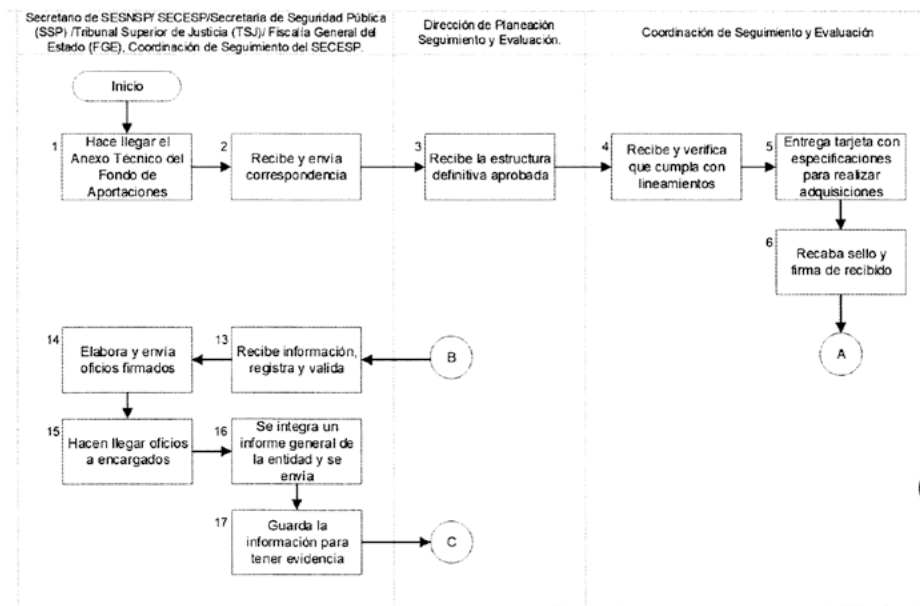 Secretario de SESNSP/ SECESP/Secretaría de Seguridad Pública
(SSP) /Tribunal Superior de Justicia (TSJ)/ Fiscalía General del
Estado (FGE), Coordinación de Seguimiento del SECESP.
Dirección de Planeación
Seguimiento y Evaluación.
Coordinación de Seguimiento y Evaluación
Inicio
1
Hace llegar el
Anexo Técnico del
Fondo de
Aportaciones
2
Recibe y envía
correspondencia
3
Recibe la estructura
definitiva aprobada
4
Recibe y verifica
que cumpla con
lineamientos
5
Entrega tarjeta con
especificaciones
para realizar
adquisiciones
6
Recaba sello y
firma de recibido
A
B
13
Recibe información,
registra y valida
14
Elabora y envía
oficios firmados
15
Hacen llegar oficios
a encargados
16
Se integra un
informe general de
la entidad y se
envía
17
Guarda la
información para
tener evidencia
C